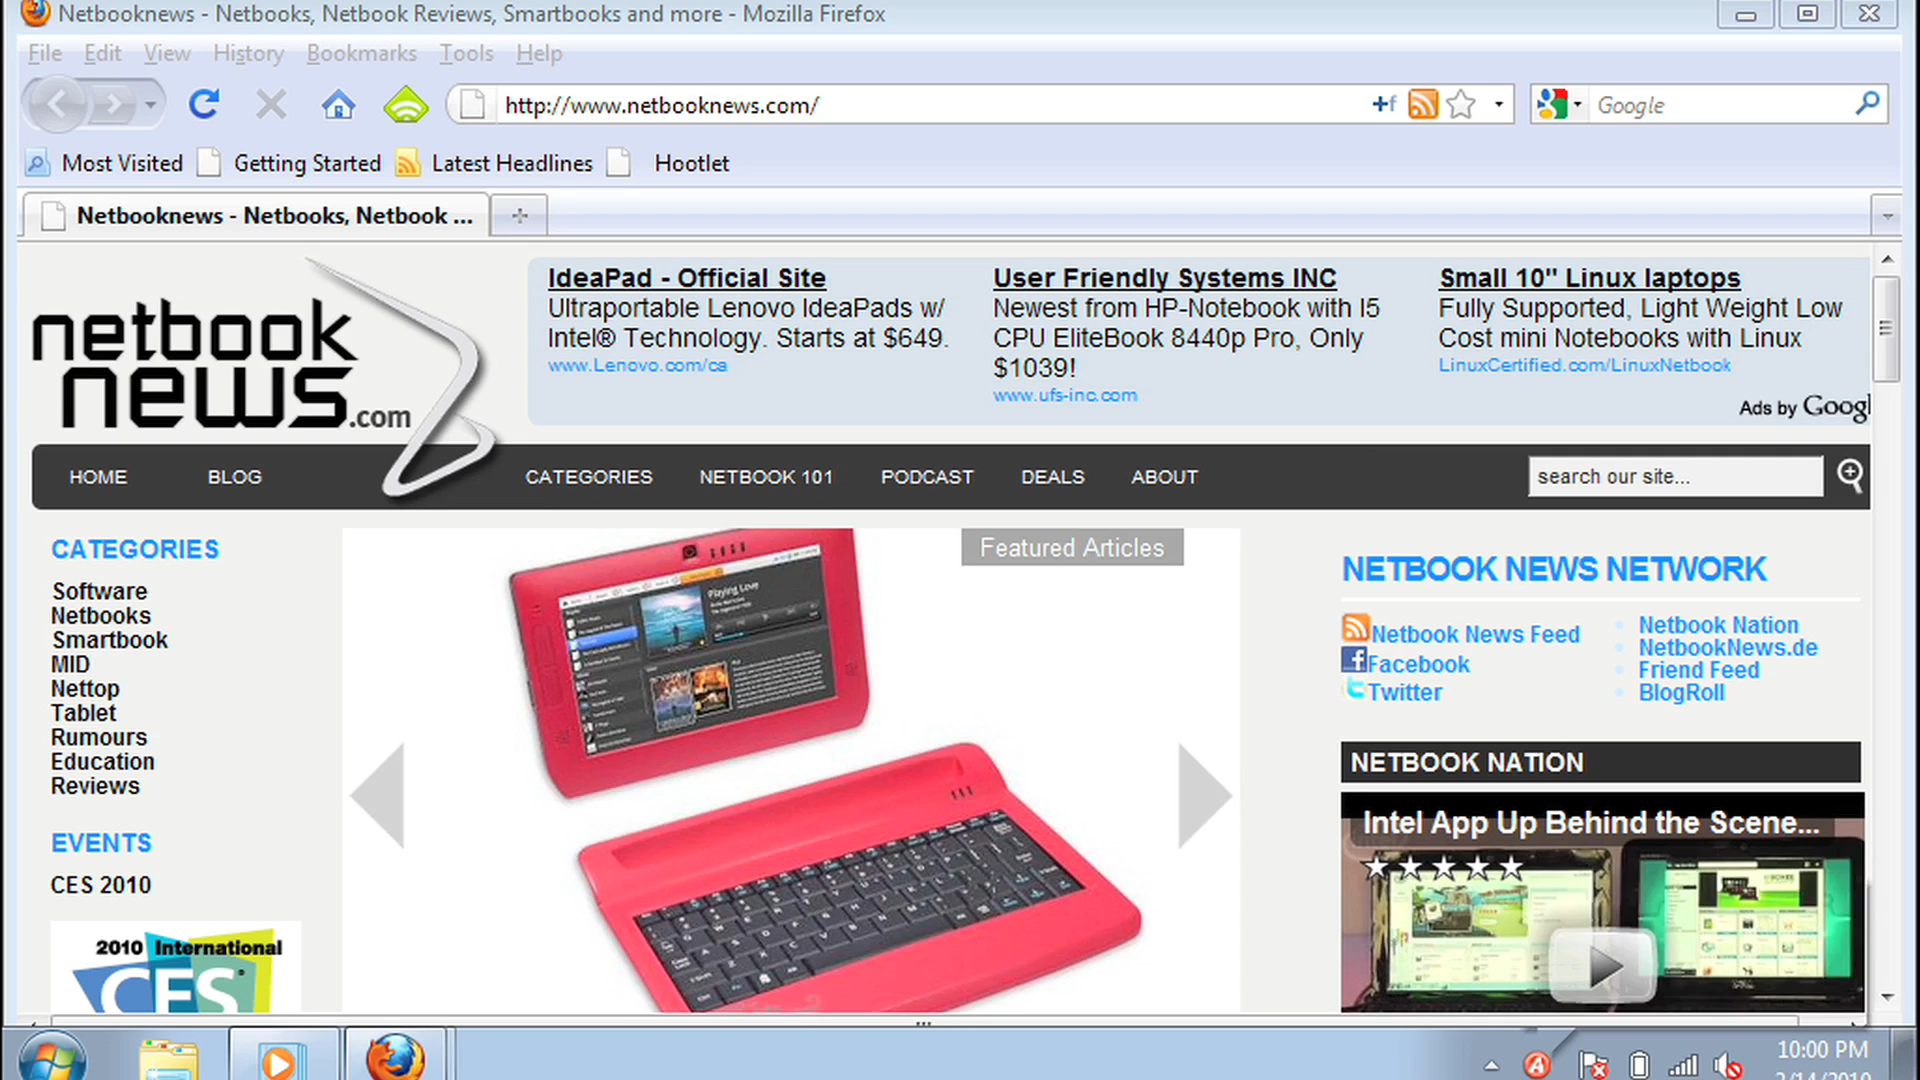 Netbooknews - Netbooks, Netbook Reviews, Smartbooks and more - Mozilla Firefox
File Edit View History Bookmarks Tools Help
http://www.netbooknews.com/
+f
Google
Most Visited Getting Started Latest Headlines Hootlet
Netbooknews - Netbooks, Netbook ...
netbook
news.com
IdeaPad - Official Site
Ultraportable Lenovo IdeaPads w/
Intel® Technology. Starts at $649.
www.Lenovo.com/ca
User Friendly Systems INC
Newest from HP-Notebook with I5
CPU EliteBook 8440p Pro, Only
$1039!
www.ufs-inc.com
Small 10" Linux laptops
Fully Supported, Light Weight Low
Cost mini Notebooks with Linux
LinuxCertified.com/LinuxNetbook
Ads by Googl
HOME BLOG CATEGORIES NETBOOK 101 PODCAST DEALS ABOUT
search our site...
CATEGORIES
Software
Netbooks
Smartbook
MID
Nettop
Tablet
Rumours
Education
Reviews
EVENTS
CES 2010
2010 International
CES
Featured Articles
Playing Love
NETBOOK NEWS NETWORK
Netbook News Feed
Facebook
Twitter
Netbook Nation
NetbookNews.de
Friend Feed
BlogRoll
NETBOOK NATION
Intel App Up Behind the Scene...
10:00 PM
2/14/2010